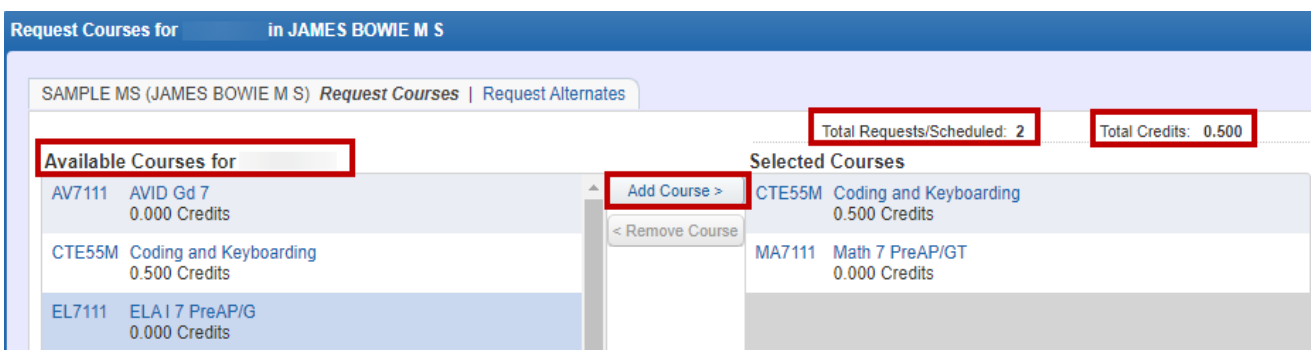 Request Courses for in JAMES BOWIE M S
SAMPLE MS (JAMES BOWIE M S) Request Courses | Request Alternates
Total Requests/Scheduled: 2 Total Credits: 0.500
Available Courses for
Selected Courses
AV7111 AVID Gd 7
0.000 Credits
CTE55M Coding and Keyboarding
0.500 Credits
EL7111 ELA I 7 PreAP/G
0.000 Credits
Add Course >
< Remove Course
CTE55M Coding and Keyboarding
0.500 Credits
MA7111 Math 7 PreAP/GT
0.000 Credits